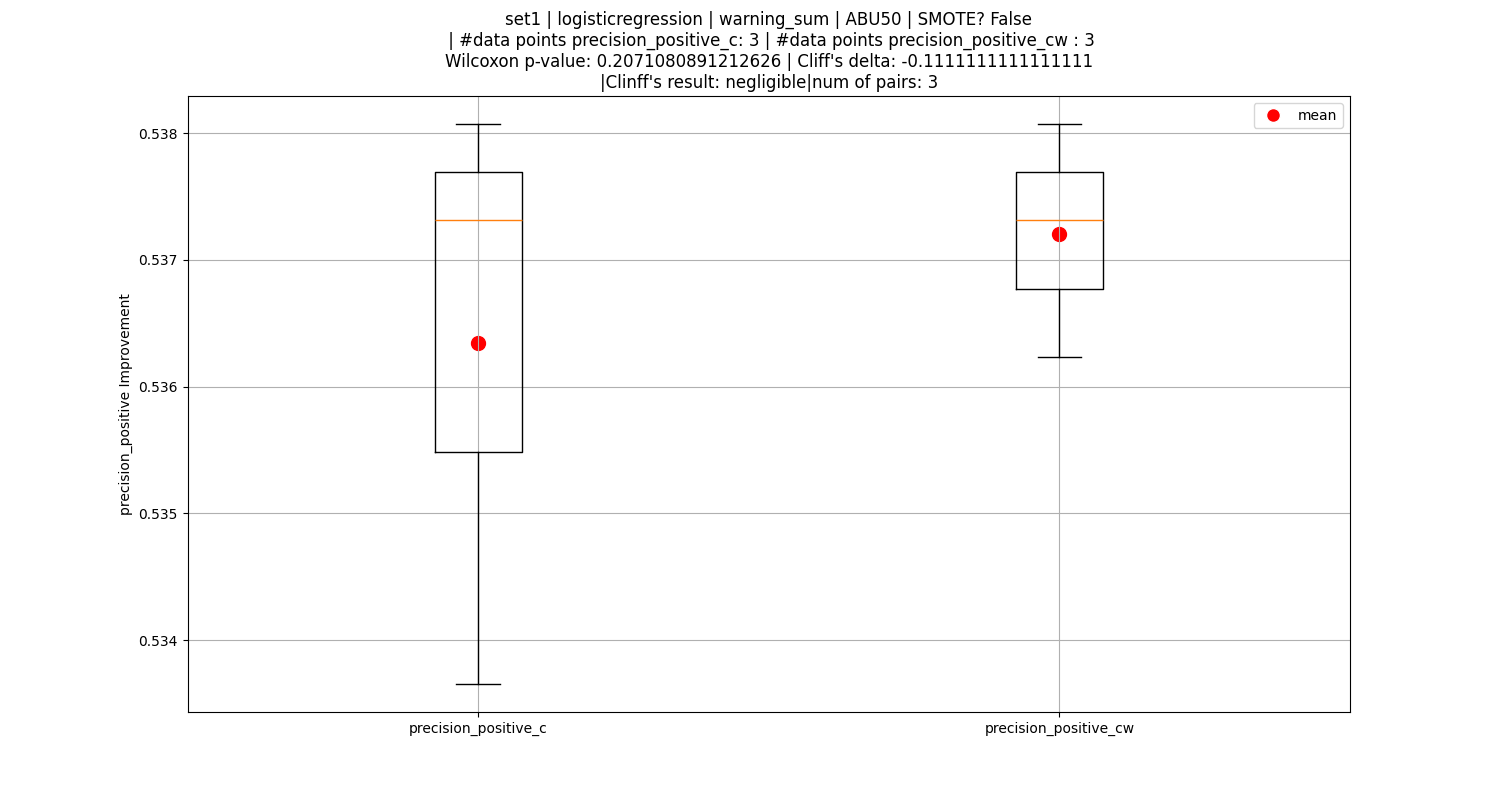 set1 | logisticregression | warning_sum | ABU50 | SMOTE? False
| #data points precision_positive_c: 3 | #data points precision_positive_cw : 3
Wilcoxon p-value: 0.2071080891212626 | Cliff's delta: -0.1111111111111111
|Clinff's result: negligible|num of pairs: 3
mean
0.538
0.537
0.536
0.535
0.534
precision_positive Improvement
precision_positive_c
precision_positive_cw